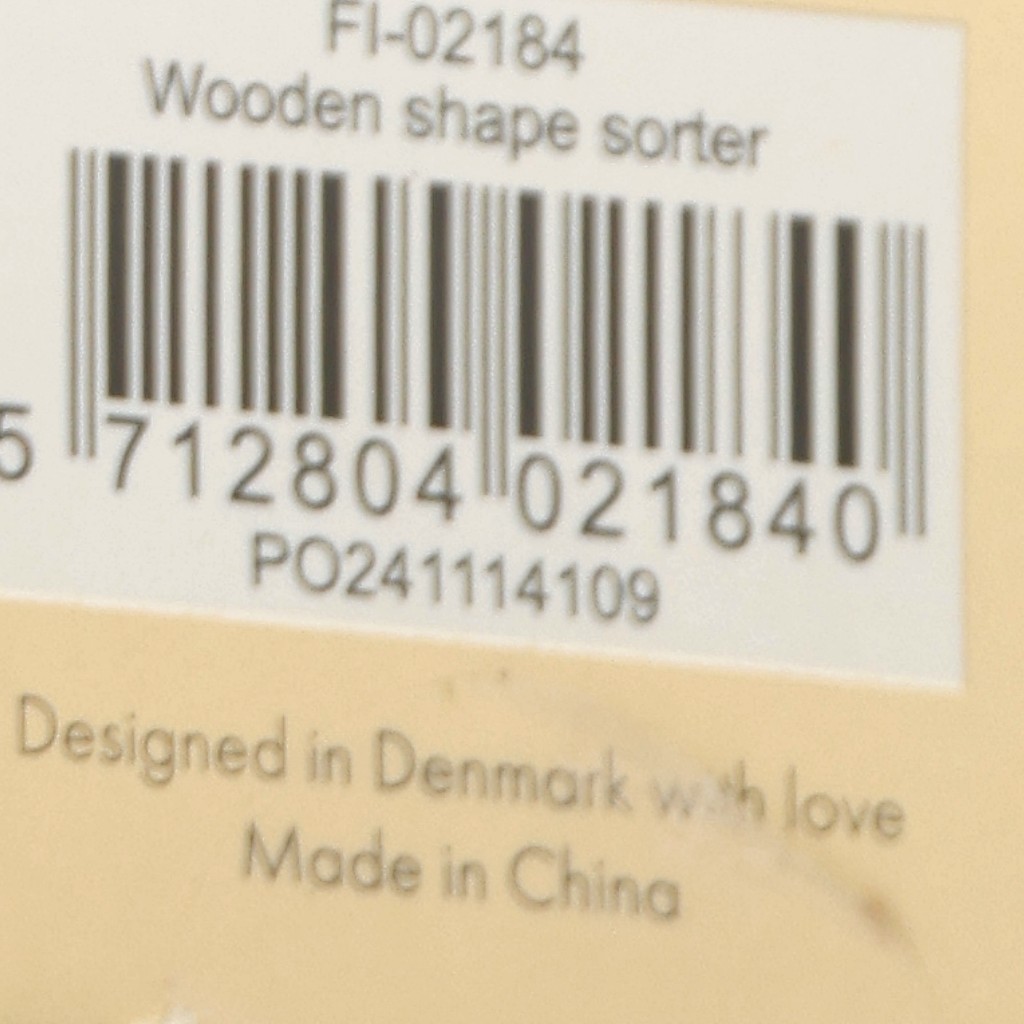 FI-02184
Wooden shape sorter
5 712804 021840
PO241114109
Designed in Denmark with love
Made in China